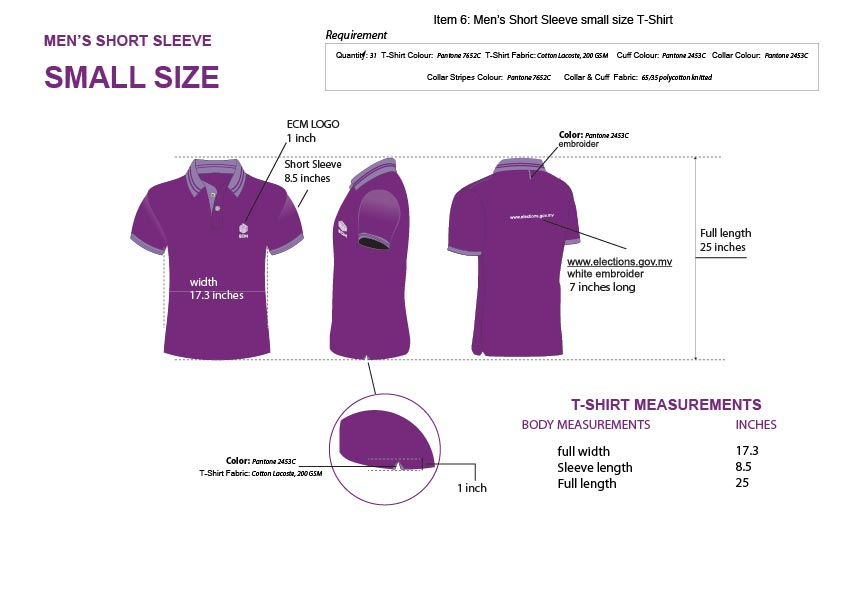 Item 6: Men's Short Sleeve small size T-Shirt
MEN'S SHORT SLEEVE
SMALL SIZE
Requirement
Quantity: 31 T-Shirt Colour: Pantone 7652C T-Shirt Fabric: Cotton Lacoste, 200 GSM Cuff Colour: Pantone 2453C Collar Colour: Pantone 2453C
Collar Stripes Colour: Pantone 7652C Collar & Cuff Fabric: 65/35 polycotton knitted
ECM LOGO
1 inch
Short Sleeve
8.5 inches
Color: Pantone 2453C
embroider
ECM
www.elections.gov.mv
Full length
25 inches
www.elections.gov.mv
white embroider
7 inches long
width
17.3 inches
T-SHIRT MEASUREMENTS
BODY MEASUREMENTS INCHES
full width 17.3
Sleeve length 8.5
Full length 25
Color: Pantone 2453C
T-Shirt Fabric: Cotton Lacoste, 200 GSM
1 inch